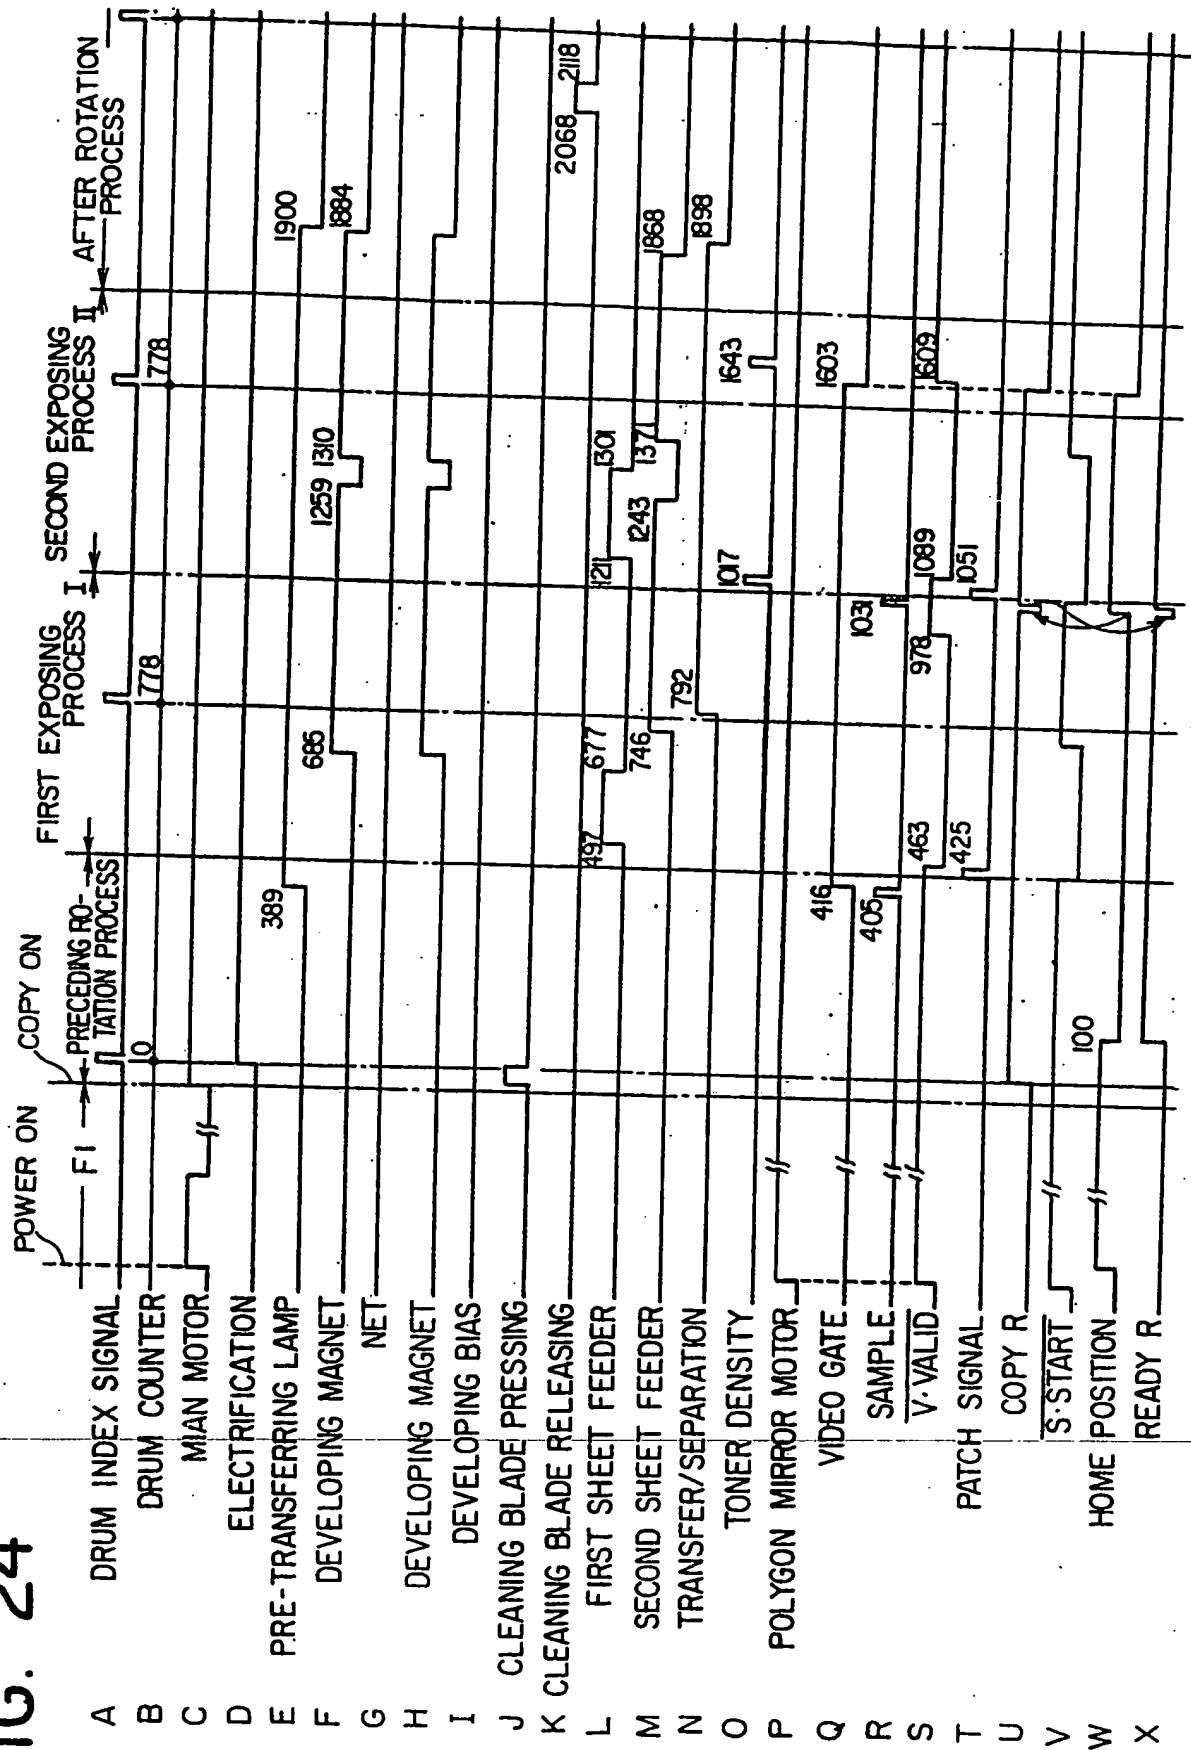 FIG. 24
POWER ON
COPY ON
F1
PRECEDING RO-
TATION PROCESS
FIRST EXPOSING
PROCESS I
SECOND EXPOSING
PROCESS II
AFTER ROTATION
PROCESS
A DRUM INDEX SIGNAL
B DRUM COUNTER 0 778 778
C MIAN MOTOR
D ELECTRIFICATION
E PRE-TRANSFERRING LAMP 389 1900
F DEVELOPING MAGNET 685 1259 1310 1884
G NET
H DEVELOPING MAGNET
I DEVELOPING BIAS
J CLEANING BLADE PRESSING
K CLEANING BLADE RELEASING 2068 2118
L FIRST SHEET FEEDER 497 677 1211 1301
M SECOND SHEET FEEDER 746 1243 1371 1868
N TRANSFER/SEPARATION 792 1898
O TONER DENSITY 1017 1643
P POLYGON MIRROR MOTOR
Q VIDEO GATE 416 1603
R SAMPLE 405 1031
S V·VALID 463 978 1089 1609
T PATCH SIGNAL 425 1051
U COPY R
V S·START
W HOME POSITION 100
X READY R